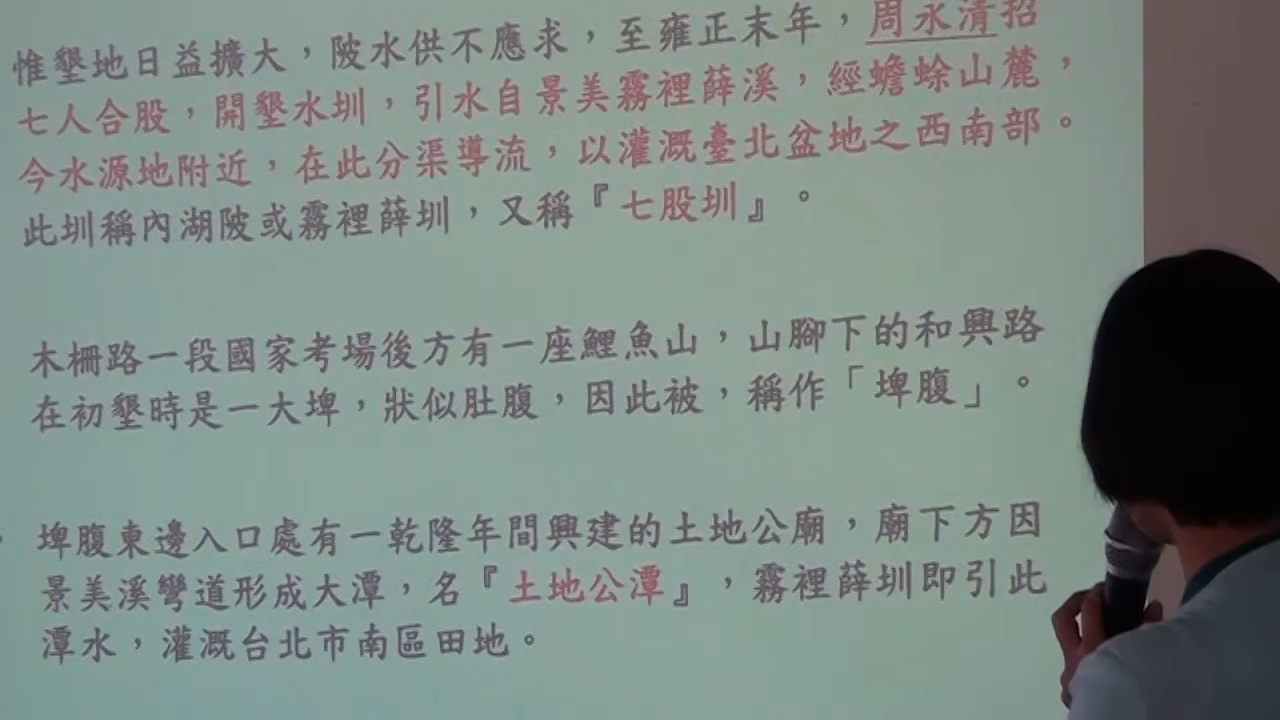 惟墾地日益擴大，陂水供不應求，至雍正末年，周永清招
七人合股，開墾水圳，引水自景美霧裡薛溪，經蟾蜍山麓，
今水源地附近，在此分渠導流，以灌溉臺北盆地之西南部。
此圳稱內湖陂或霧裡薛圳，又稱『七股圳』。
木柵路一段國家考場後方有一座鯉魚山，山腳下的和興路
在初墾時是一大埤，狀似肚腹，因此被，稱作「埤腹」。
埤腹東邊入口處有一乾隆年間興建的土地公廟，廟下方因
景美溪彎道形成大潭，名『土地公潭』，霧裡薛圳即引此
潭水，灌溉台北市南區田地。